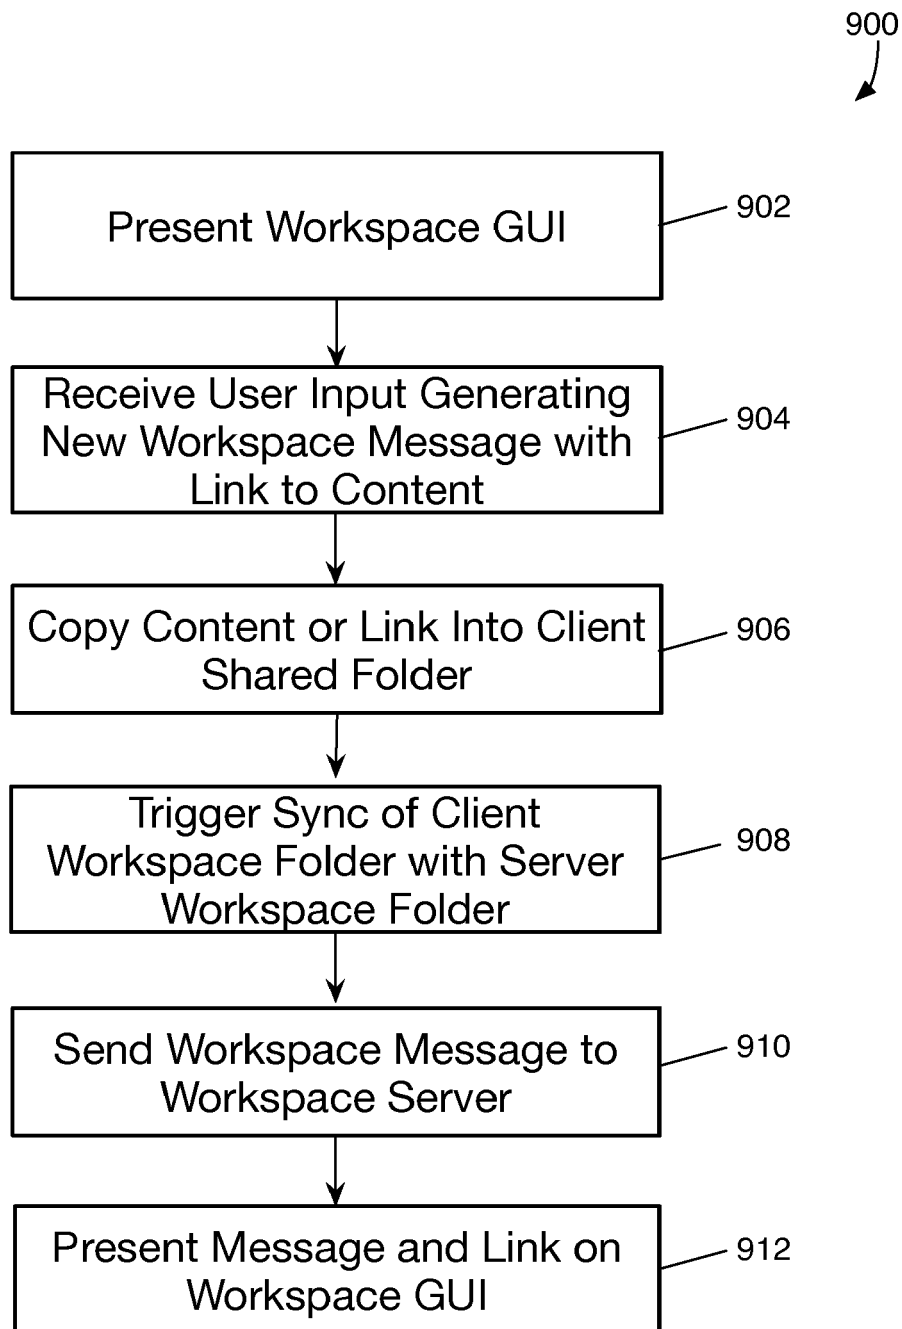 900
Present Workspace GUI
902
Receive User Input Generating
New Workspace Message with
Link to Content
904
Copy Content or Link Into Client
Shared Folder
906
Trigger Sync of Client
Workspace Folder with Server
Workspace Folder
908
Send Workspace Message to
Workspace Server
910
Present Message and Link on
Workspace GUI
912